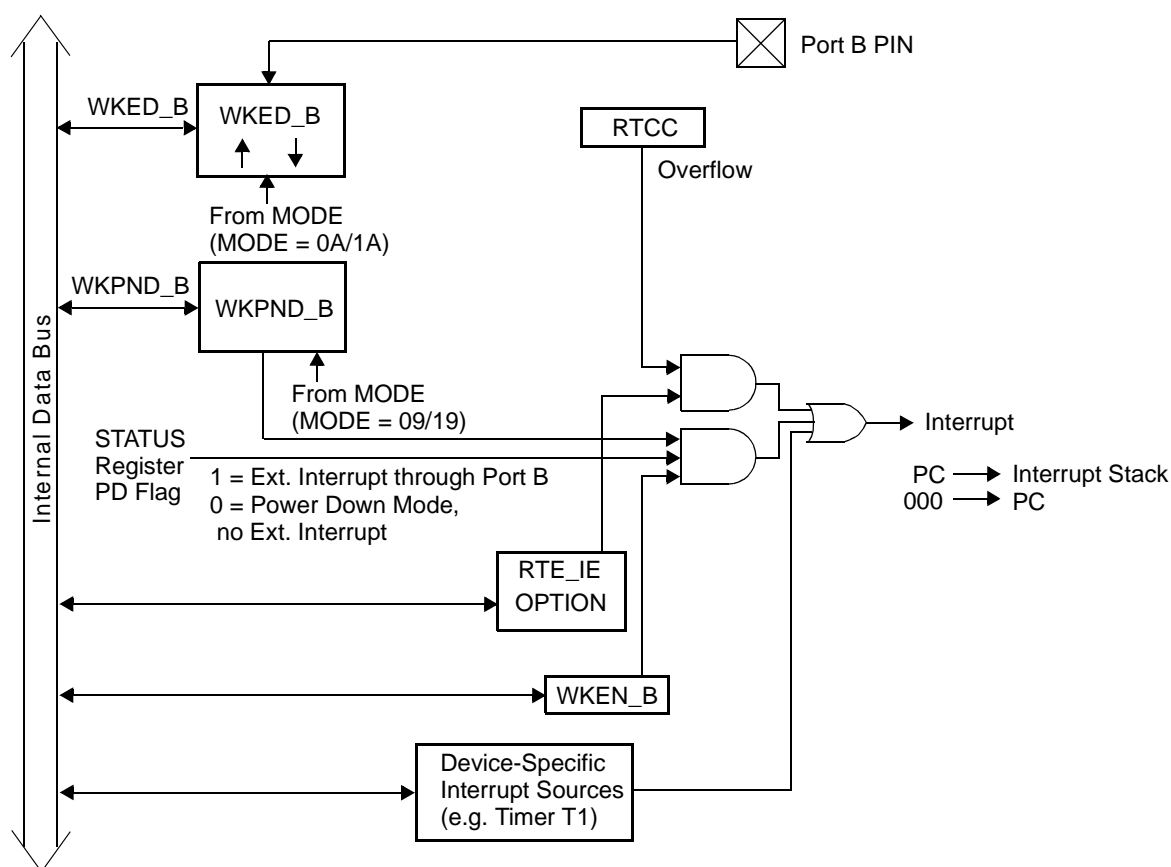 Port B PIN
WKED_B
WKED_B
RTCC
Overflow
From MODE
(MODE = 0A/1A)
WKPND_B
WKPND_B
From MODE
(MODE = 09/19)
Internal Data Bus
STATUS
Register
PD Flag
1 = Ext. Interrupt through Port B
0 = Power Down Mode,
no Ext. Interrupt
Interrupt
PC
Interrupt Stack
000
PC
RTE_IE
OPTION
WKEN_B
Device-Specific
Interrupt Sources
(e.g. Timer T1)